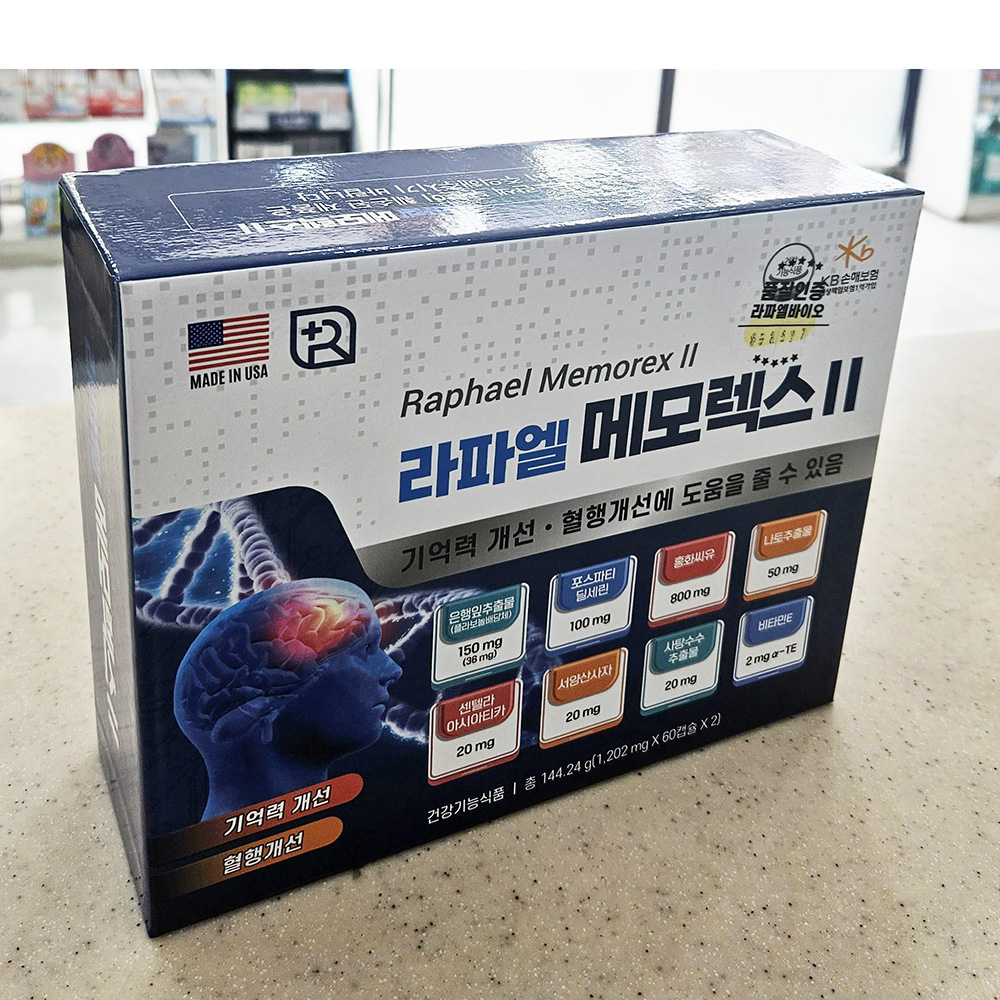 메모렉스 II
MADE IN USA
품질인증
라파엘바이오
Kb
KB손해보험
Raphael Memorex II
라파엘 메모렉스 II
기억력 개선 · 혈행개선에 도움을 줄 수 있음
은행잎추출물
(플라보놀배당체)
150 mg
(36 mg)
포스파티
딜세린
100 mg
홍화씨유
800 mg
나토추출물
50 mg
센텔라
아시아티카
20 mg
서양산사자
20 mg
사탕수수
추출물
20 mg
비타민E
2 mg α-TE
기억력 개선
혈행개선
건강기능식품 | 총 144.24 g(1,202 mg X 60캡슐 X 2)